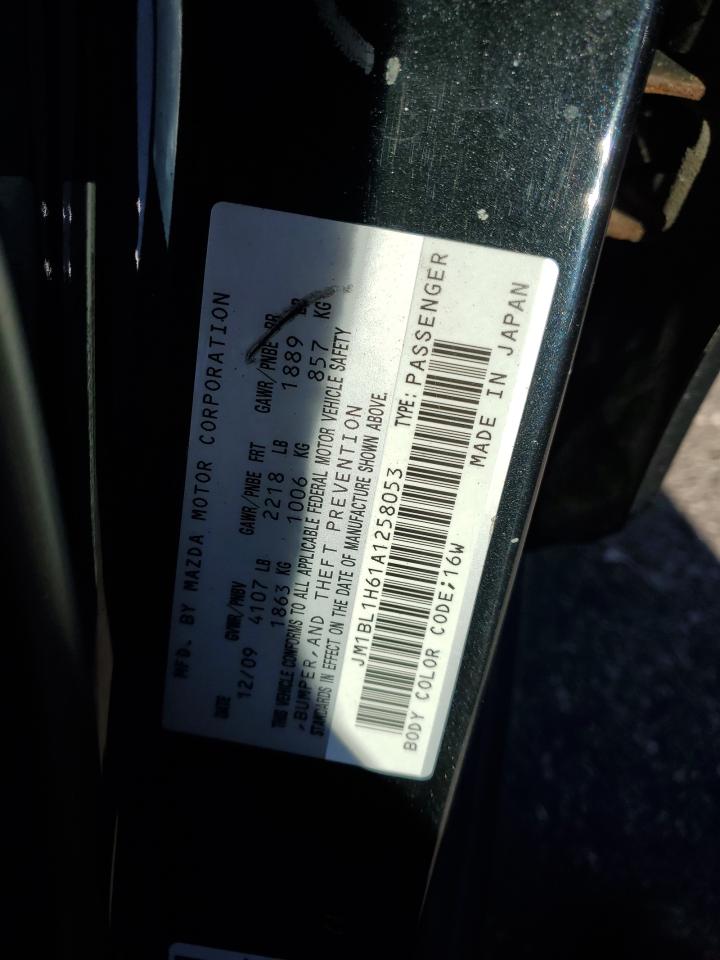 MFD. BY MAZDA MOTOR CORPORATION
DATE GVWR/PNBV GAWR/PNBE FRT GAWR/PNBE RR
12/09 4107 LB 2218 LB 1889 LB
1863 KG 1006 KG 857 KG
THIS VEHICLE CONFORMS TO ALL APPLICABLE FEDERAL MOTOR VEHICLE SAFETY
,BUMPER, AND THEFT PREVENTION
STANDARDS IN EFFECT ON THE DATE OF MANUFACTURE SHOWN ABOVE.
JM1BL1H61A1258053 TYPE: PASSENGER
BODY COLOR CODE;16W MADE IN JAPAN